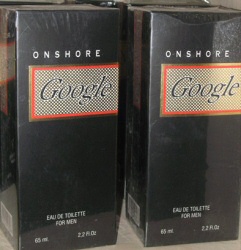 ONSHORE
Google
EAU DE TOILETTE
FOR MEN
65 ml. 2,2 fl.Oz
ONSHORE
Google
EAU DE TOILETTE
FOR MEN
65 ml. 2,2 fl.Oz